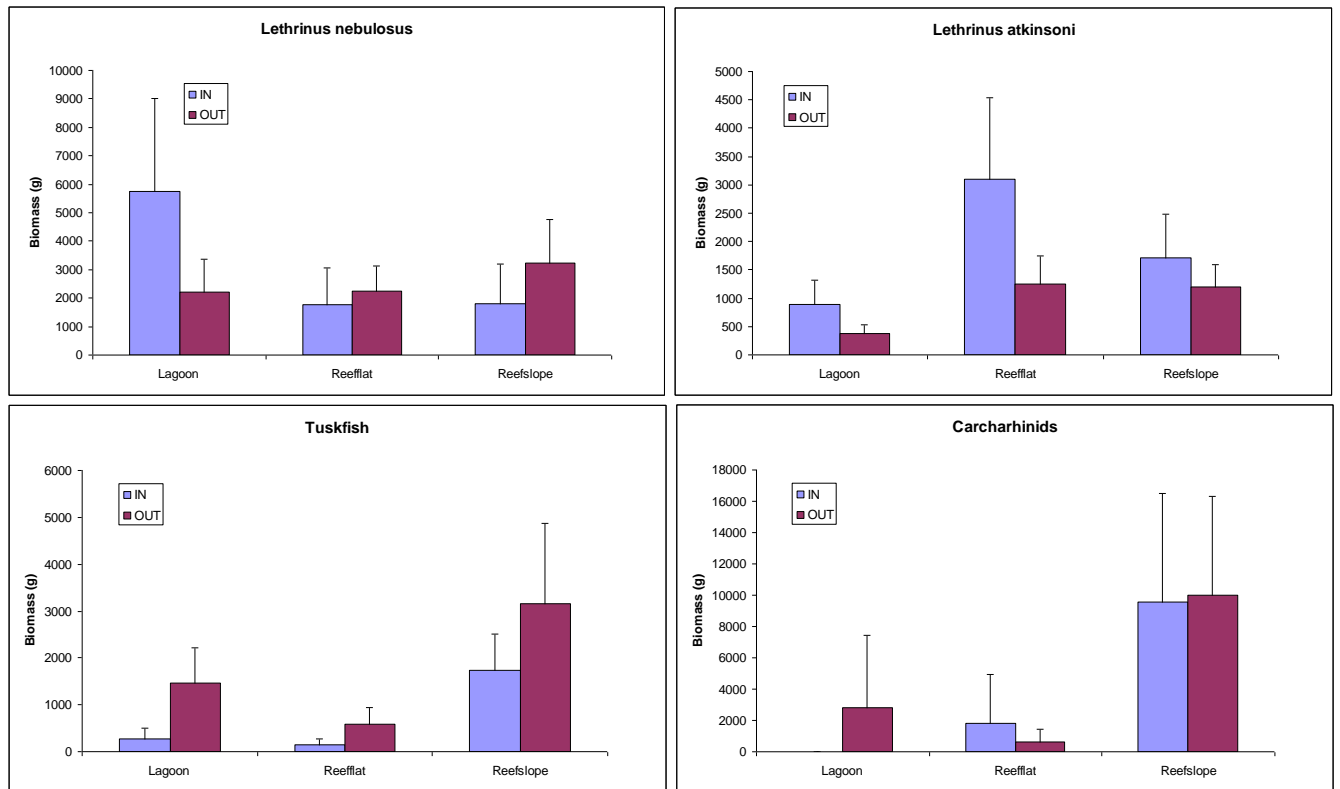 Lethrinus nebulosus
10000
9000
8000
7000
6000
5000
4000
3000
2000
1000
0
Biomass (g)
IN
OUT
Lagoon Reefflat Reefslope
Lethrinus atkinsoni
5000
4500
4000
3500
3000
2500
2000
1500
1000
500
0
Biomass (g)
IN
OUT
Lagoon Reefflat Reefslope
Tuskfish
6000
5000
4000
3000
2000
1000
0
Biomass (g)
IN
OUT
Lagoon Reefflat Reefslope
Carcharhinids
18000
16000
14000
12000
10000
8000
6000
4000
2000
0
Biomass (g)
IN
OUT
Lagoon Reefflat Reefslope